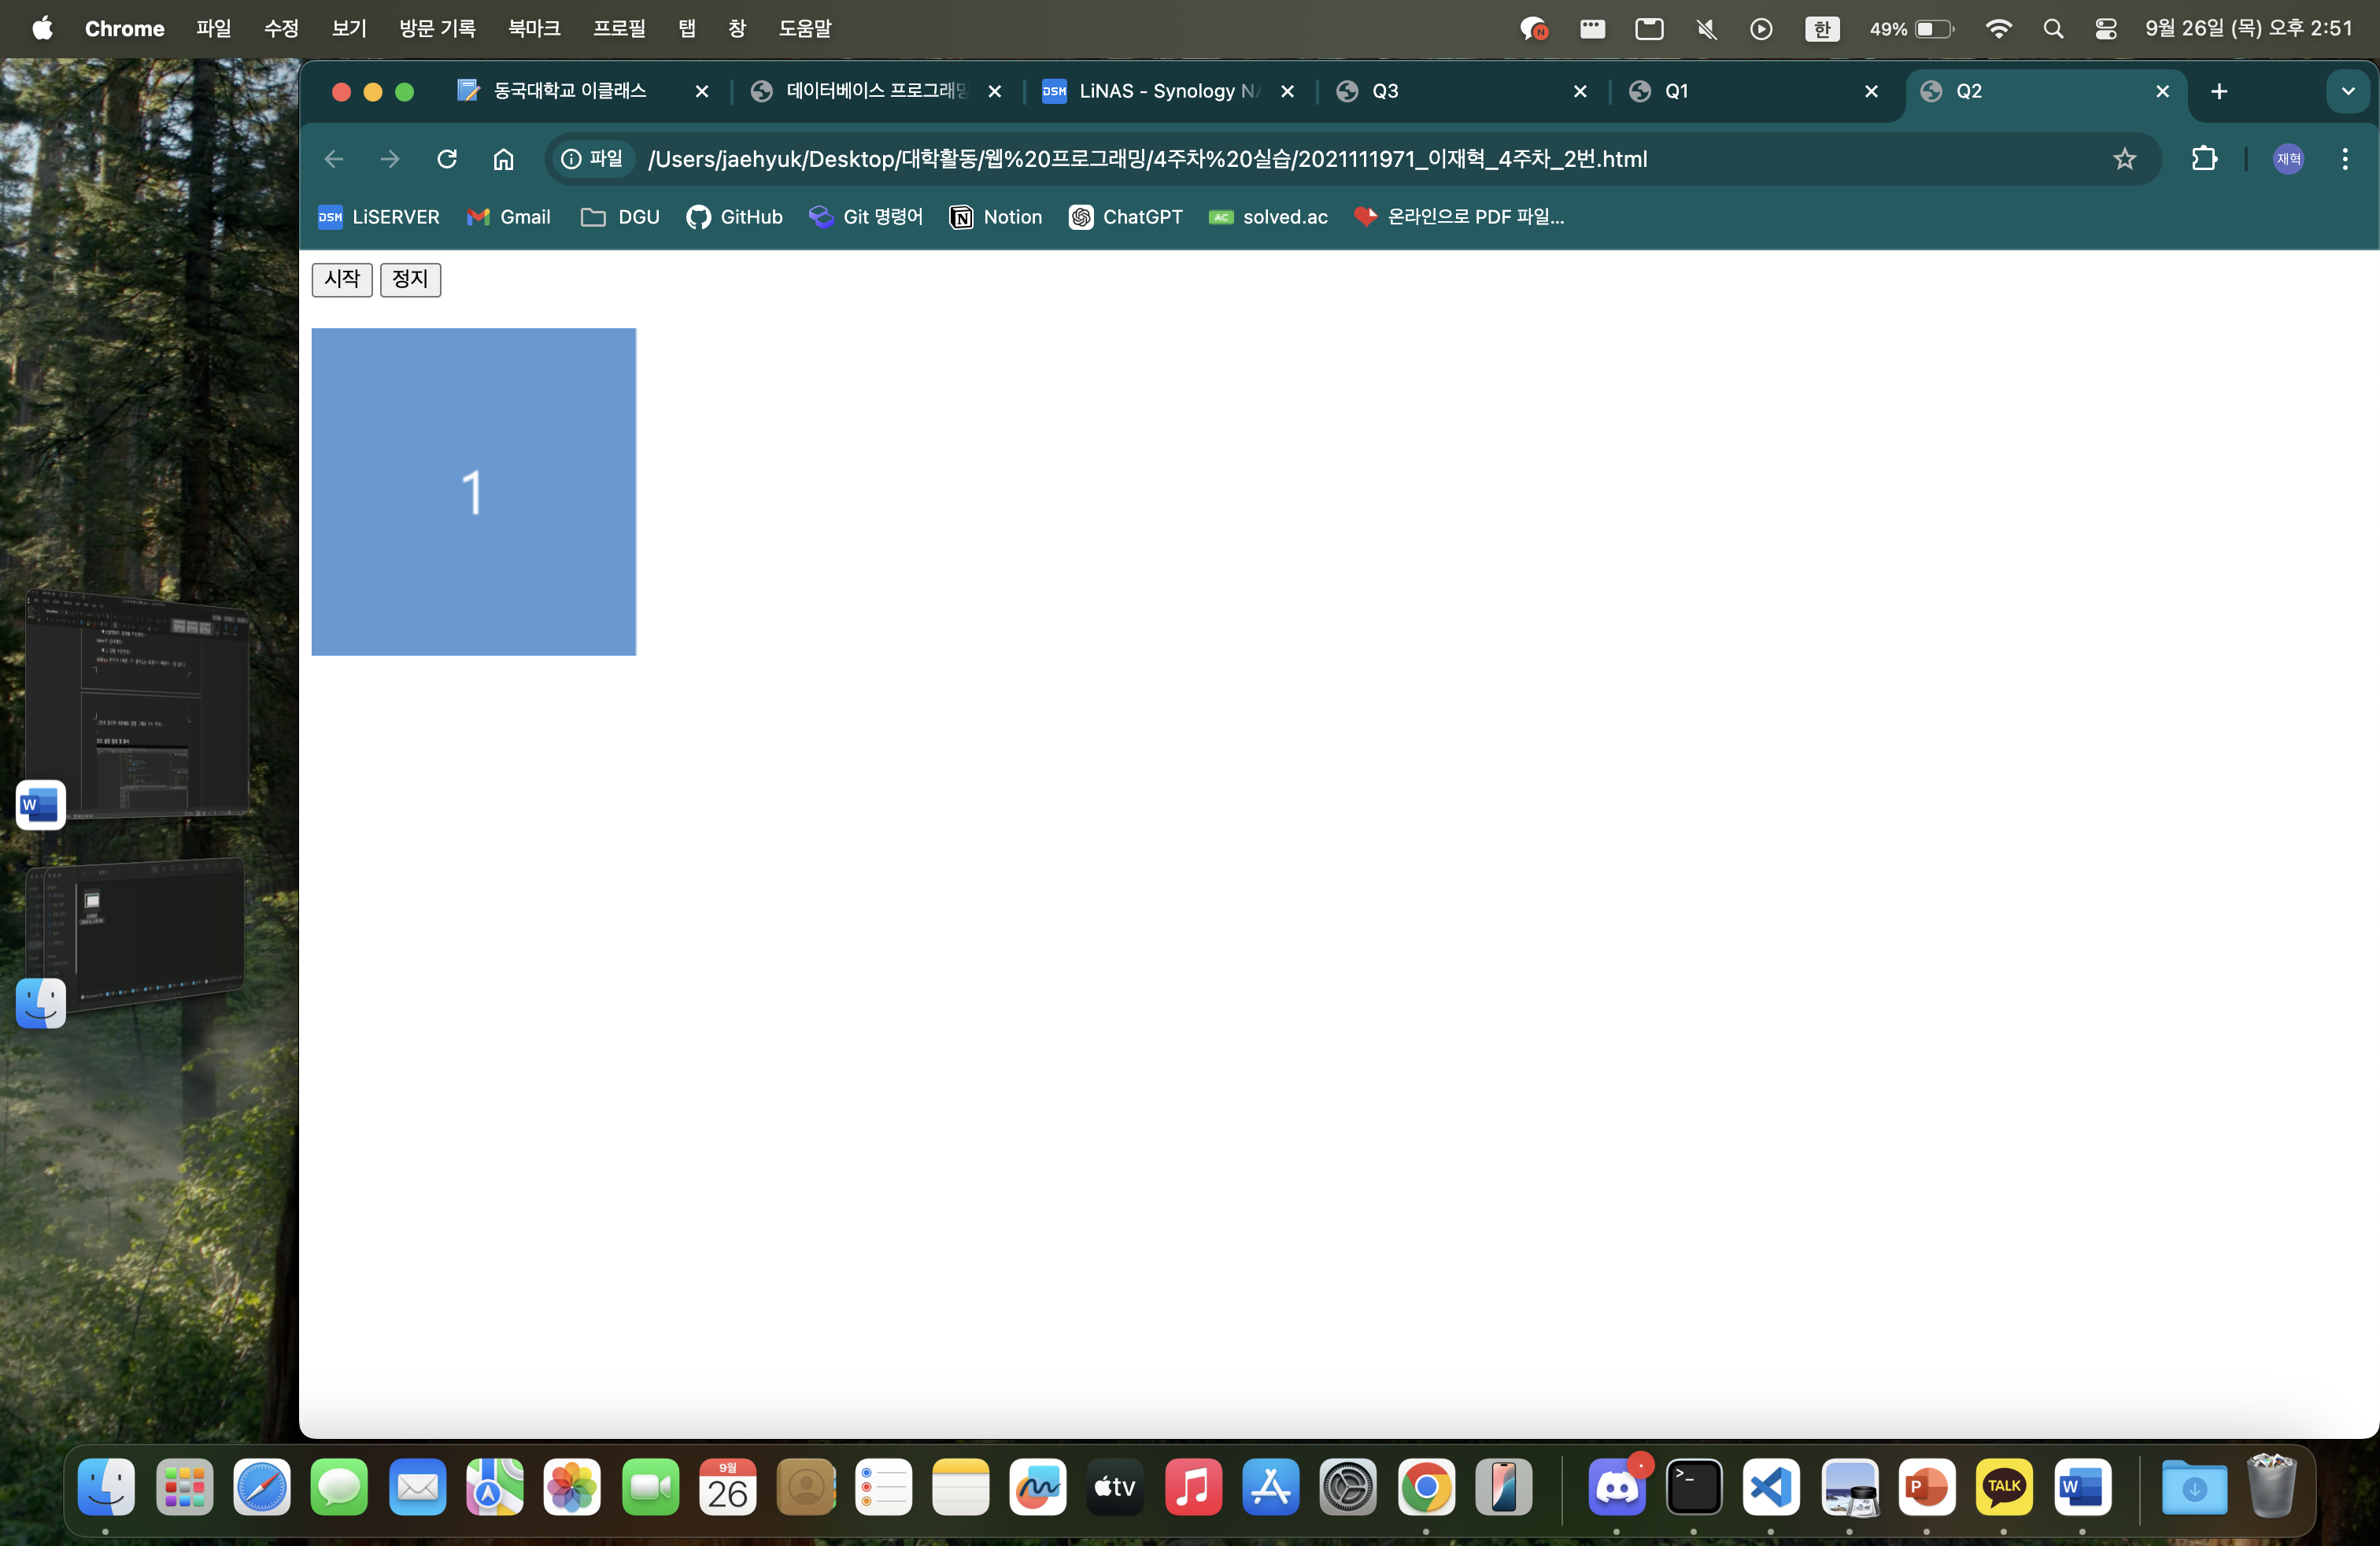 Chrome 파일 수정 보기 방문 기록 북마크 프로필 탭 창 도움말 한 49% 9월 26일 (목) 오후 2:51
동국대학교 이클래스 데이터베이스 프로그래밍 LiNAS - Synology NA Q3 Q1 Q2
파일 /Users/jaehyuk/Desktop/대학활동/웹%20프로그래밍/4주차%20실습/2021111971_이재혁_4주차_2번.html 재혁
DSM LiSERVER Gmail DGU GitHub Git 명령어 Notion ChatGPT AC solved.ac 온라인으로 PDF 파일...
시작 정지
1
W
9월
26
tv
P
TALK
W